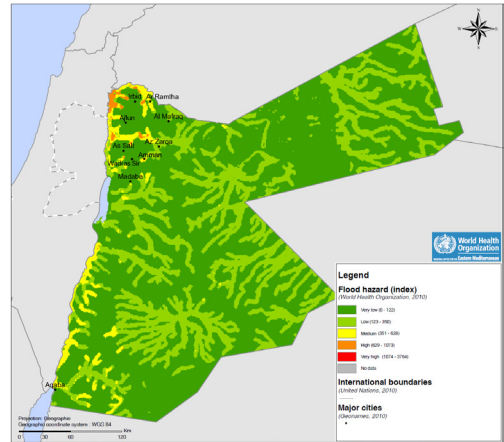 N
W
E
S
Irbid Ar Ramtha
Ajlun
Al Mafraq
As Salt
Az Zarqa
Amman
Wadi as Sir
Madaba
Aqaba
World Health
Organization
Eastern Mediterranean
Legend
Flood hazard (index)
(World Health Organization, 2010)
Very low (0 - 122)
Medium (351 - 628)
High (629 - 1073)
Very high (1074 - 3764)
No data
International boundaries
(United Nations, 2010)
Major cities
(Geonames, 2010)
Projection: Geographic
Geographic coordinate system: WGS 84
Km
0 30 60 120